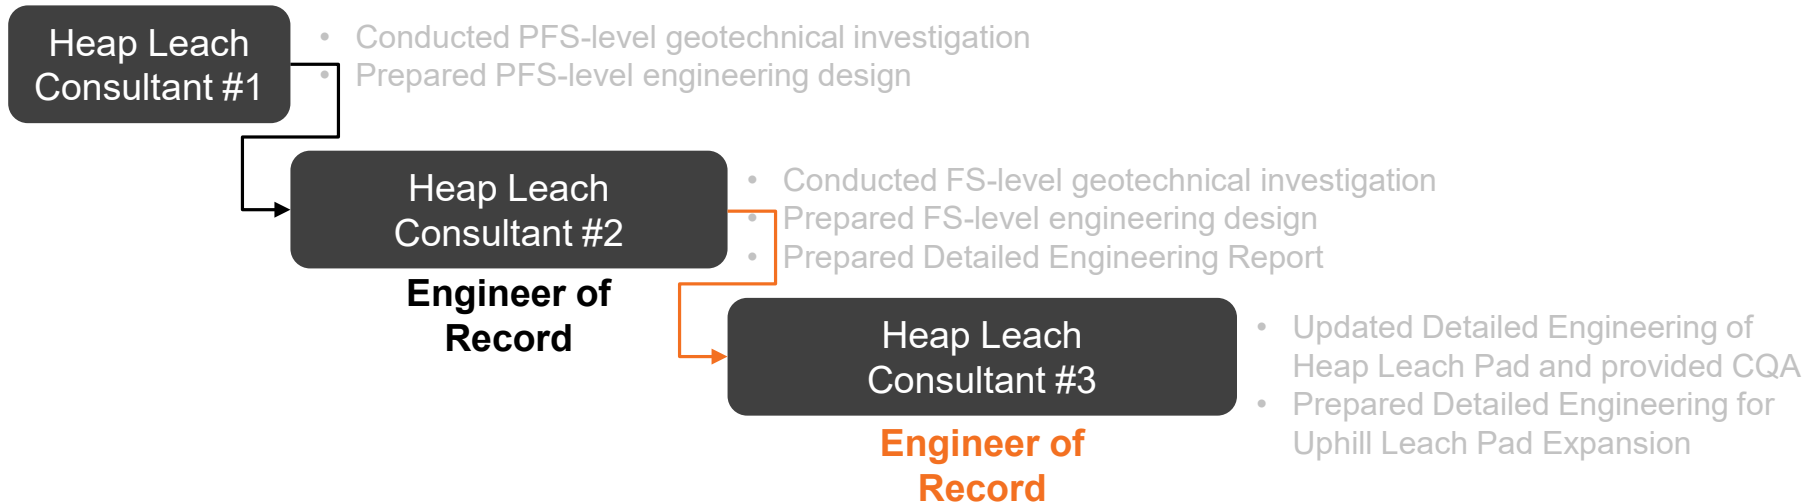 Heap Leach
Consultant #1
• Conducted PFS-level geotechnical investigation
• Prepared PFS-level engineering design
Heap Leach
Consultant #2
Engineer of
Record
• Conducted FS-level geotechnical investigation
• Prepared FS-level engineering design
• Prepared Detailed Engineering Report
Heap Leach
Consultant #3
Engineer of
Record
• Updated Detailed Engineering of
Heap Leach Pad and provided CQA
• Prepared Detailed Engineering for
Uphill Leach Pad Expansion